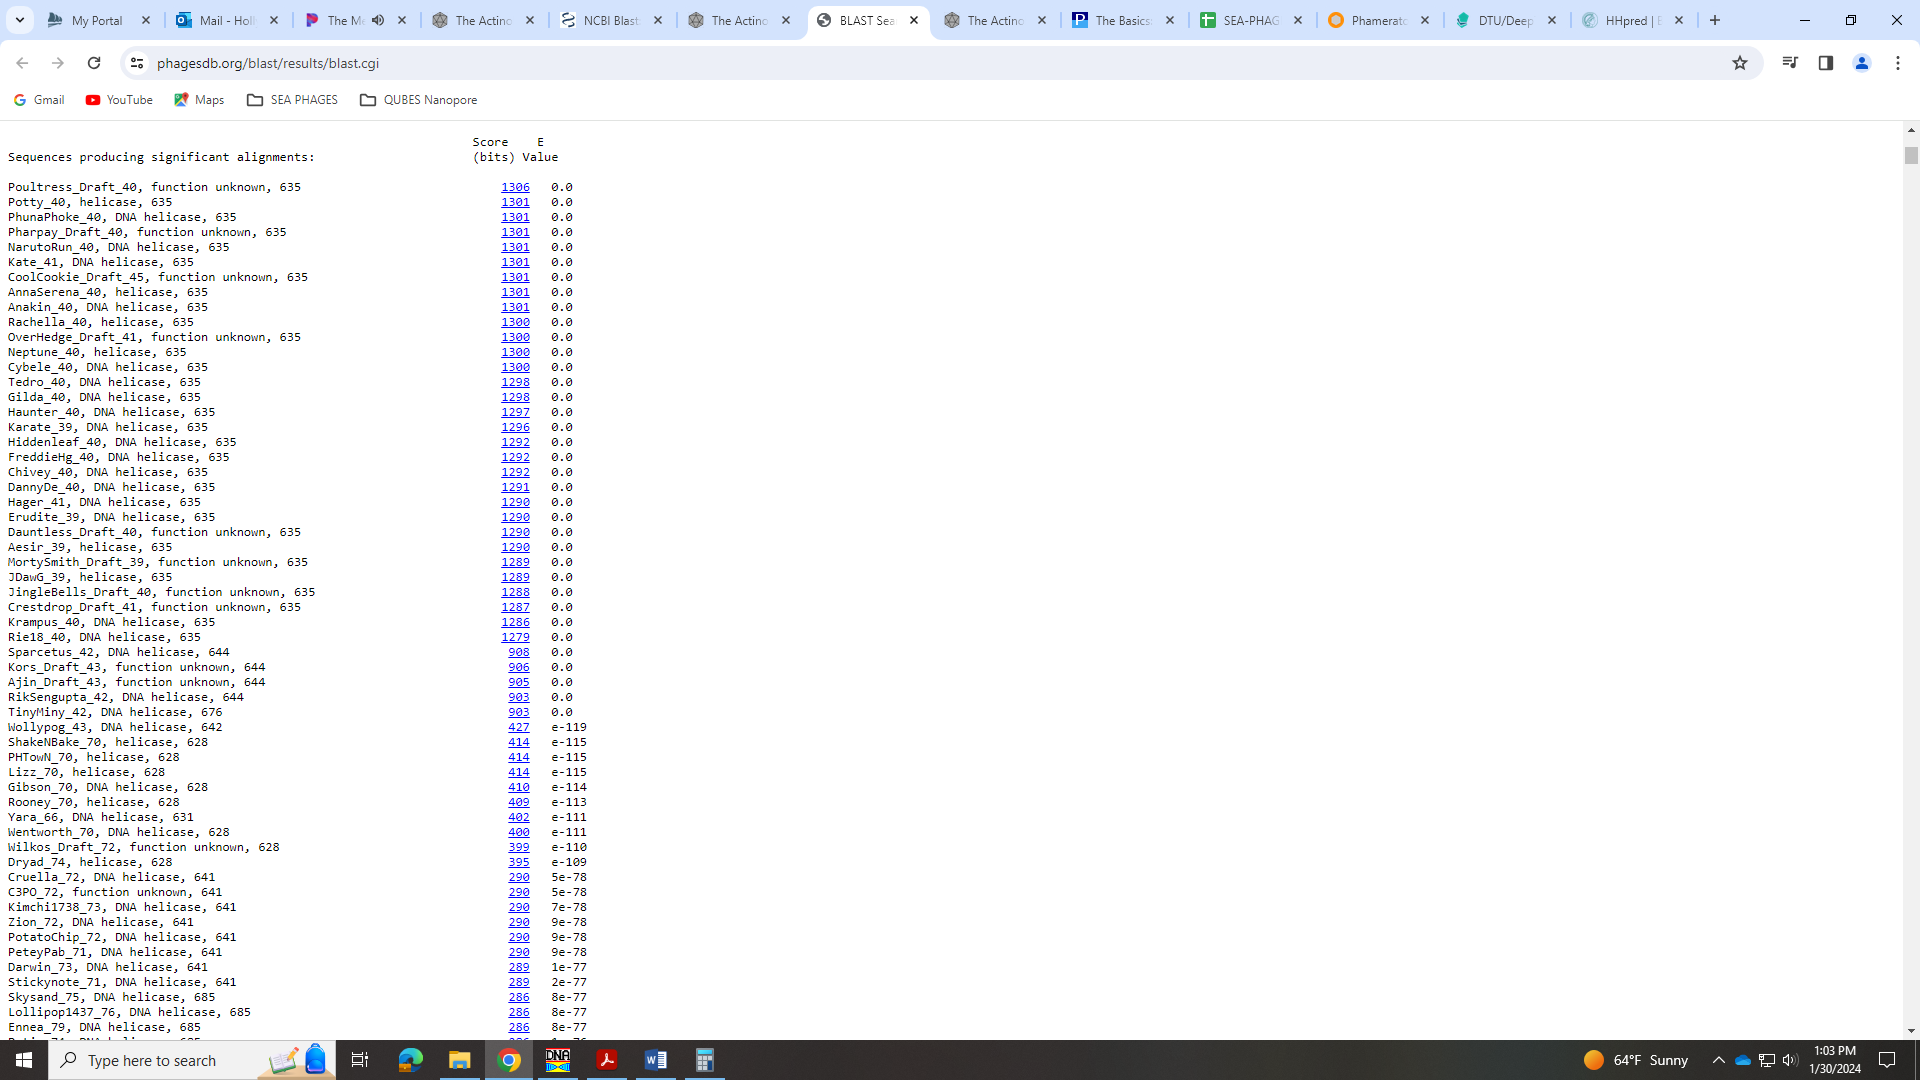 My Portal
Mail - Holl
The Me
The Actino
NCBI Blast
The Actino
BLAST Sea
The Actino
The Basics:
SEA-PHAG
Phamerato
DTU/Deep
HHpred | B
phagesdb.org/blast/results/blast.cgi
Gmail YouTube Maps SEA PHAGES QUBES Nanopore
Score E
Sequences producing significant alignments: (bits) Value
Poultress_Draft_40, function unknown, 635 1306 0.0
Potty_40, helicase, 635 1301 0.0
PhunaPhoke_40, DNA helicase, 635 1301 0.0
Pharpay_Draft_40, function unknown, 635 1301 0.0
NarutoRun_40, DNA helicase, 635 1301 0.0
Kate_41, DNA helicase, 635 1301 0.0
CoolCookie_Draft_45, function unknown, 635 1301 0.0
AnnaSerena_40, helicase, 635 1301 0.0
Anakin_40, DNA helicase, 635 1301 0.0
Rachella_40, helicase, 635 1300 0.0
OverHedge_Draft_41, function unknown, 635 1300 0.0
Neptune_40, helicase, 635 1300 0.0
Cybele_40, DNA helicase, 635 1300 0.0
Tedro_40, DNA helicase, 635 1298 0.0
Gilda_40, DNA helicase, 635 1298 0.0
Haunter_40, DNA helicase, 635 1297 0.0
Karate_39, DNA helicase, 635 1296 0.0
Hiddenleaf_40, DNA helicase, 635 1292 0.0
FreddieHg_40, DNA helicase, 635 1292 0.0
Chivey_40, DNA helicase, 635 1292 0.0
DannyDe_40, DNA helicase, 635 1291 0.0
Hager_41, DNA helicase, 635 1290 0.0
Erudite_39, DNA helicase, 635 1290 0.0
Dauntless_Draft_40, function unknown, 635 1290 0.0
Aesir_39, helicase, 635 1290 0.0
MortySmith_Draft_39, function unknown, 635 1289 0.0
JDawG_39, helicase, 635 1289 0.0
JingleBells_Draft_40, function unknown, 635 1288 0.0
Crestdrop_Draft_41, function unknown, 635 1287 0.0
Krampus_40, DNA helicase, 635 1286 0.0
Rie18_40, DNA helicase, 635 1279 0.0
Sparcetus_42, DNA helicase, 644 908 0.0
Kors_Draft_43, function unknown, 644 906 0.0
Ajin_Draft_43, function unknown, 644 905 0.0
RikSengupta_42, DNA helicase, 644 903 0.0
TinyMiny_42, DNA helicase, 676 903 0.0
Wollypog_43, DNA helicase, 642 427 e-119
ShakeNBake_70, helicase, 628 414 e-115
PHTowN_70, helicase, 628 414 e-115
Lizz_70, helicase, 628 414 e-115
Gibson_70, DNA helicase, 628 410 e-114
Rooney_70, helicase, 628 409 e-113
Yara_66, DNA helicase, 631 402 e-111
Wentworth_70, DNA helicase, 628 400 e-111
Wilkos_Draft_72, function unknown, 628 399 e-110
Dryad_74, helicase, 628 395 e-109
Cruella_72, DNA helicase, 641 290 5e-78
C3PO_72, function unknown, 641 290 5e-78
Kimchi1738_73, DNA helicase, 641 290 7e-78
Zion_72, DNA helicase, 641 290 9e-78
PotatoChip_72, DNA helicase, 641 290 9e-78
PeteyPab_71, DNA helicase, 641 290 9e-78
Darwin_73, DNA helicase, 641 289 1e-77
Stickynote_71, DNA helicase, 641 289 2e-77
Skysand_75, DNA helicase, 685 286 8e-77
Lollipop1437_76, DNA helicase, 685 286 8e-77
Ennea_79, DNA helicase, 685 286 8e-77
Type here to search
DNA
64°F Sunny
1:03 PM
1/30/2024